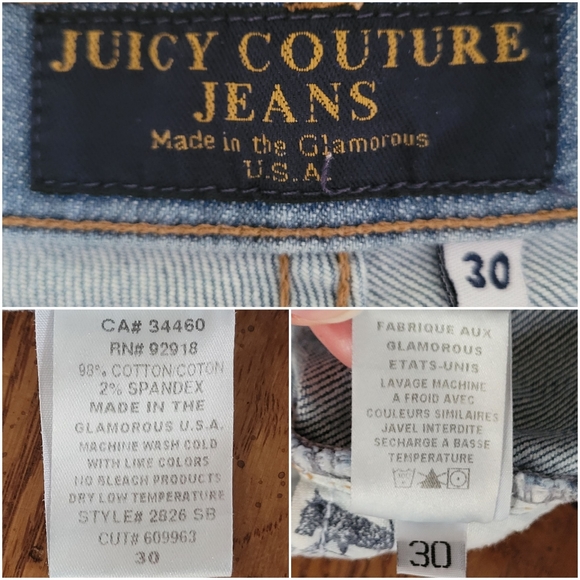 JUICY COUTURE
JEANS
Made in the Glamorous
U.S.A.
30
CA# 34460
RN# 92918
98% COTTON/COTON
2% SPANDEX
MADE IN THE
GLAMOROUS U.S.A.
MACHINE WASH COLD
WITH LIKE COLORS
NO BLEACH PRODUCTS
DRY LOW TEMPERATURE
STYLE# 2826 SB
CUT# 609963
30
FABRIQUE AUX
GLAMOROUS
ETATS-UNIS
LAVAGE MACHINE
A FROID AVEC
COULEURS SIMILAIRES
JAVEL INTERDITE
SECHARGE A BASSE
TEMPERATURE
30